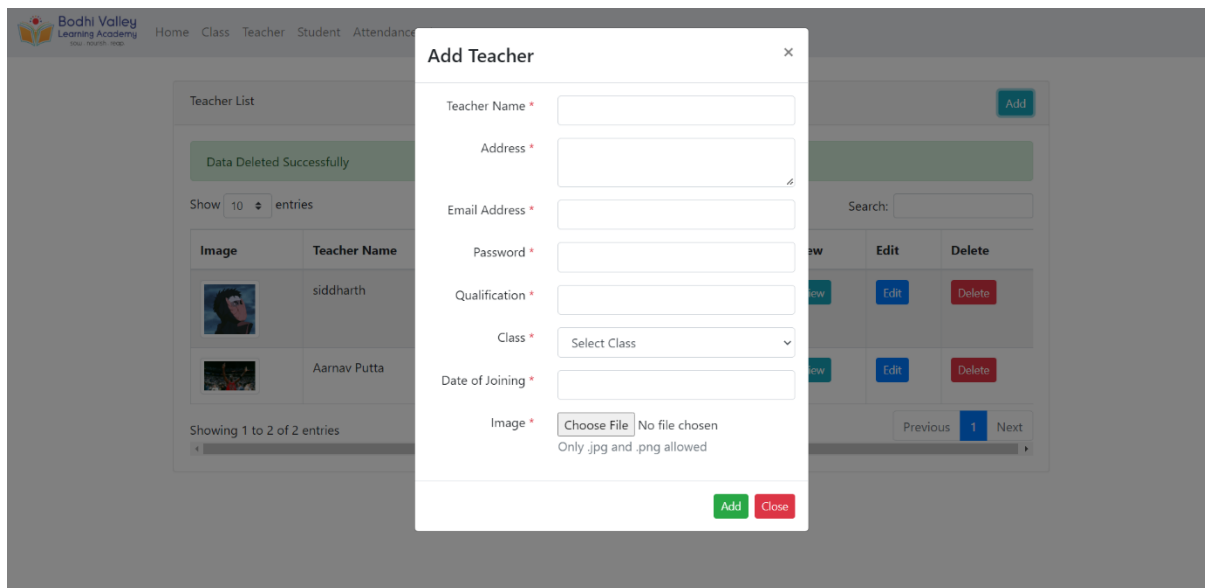 Bodhi Valley
Learning Academy
Home Class Teacher Student Attendance
Add Teacher ×
Teacher List
Add
Teacher Name *
Address *
Data Deleted Successfully
Show 10 entries
Search:
Email Address *
Password *
Image Teacher Name ew Edit Delete
Qualification *
siddharth iew Edit Delete
Class * Select Class
Aarnav Putta iew Edit Delete
Date of Joining *
Image * Choose File No file chosen
Only .jpg and .png allowed
Showing 1 to 2 of 2 entries
Previous 1 Next
Add Close